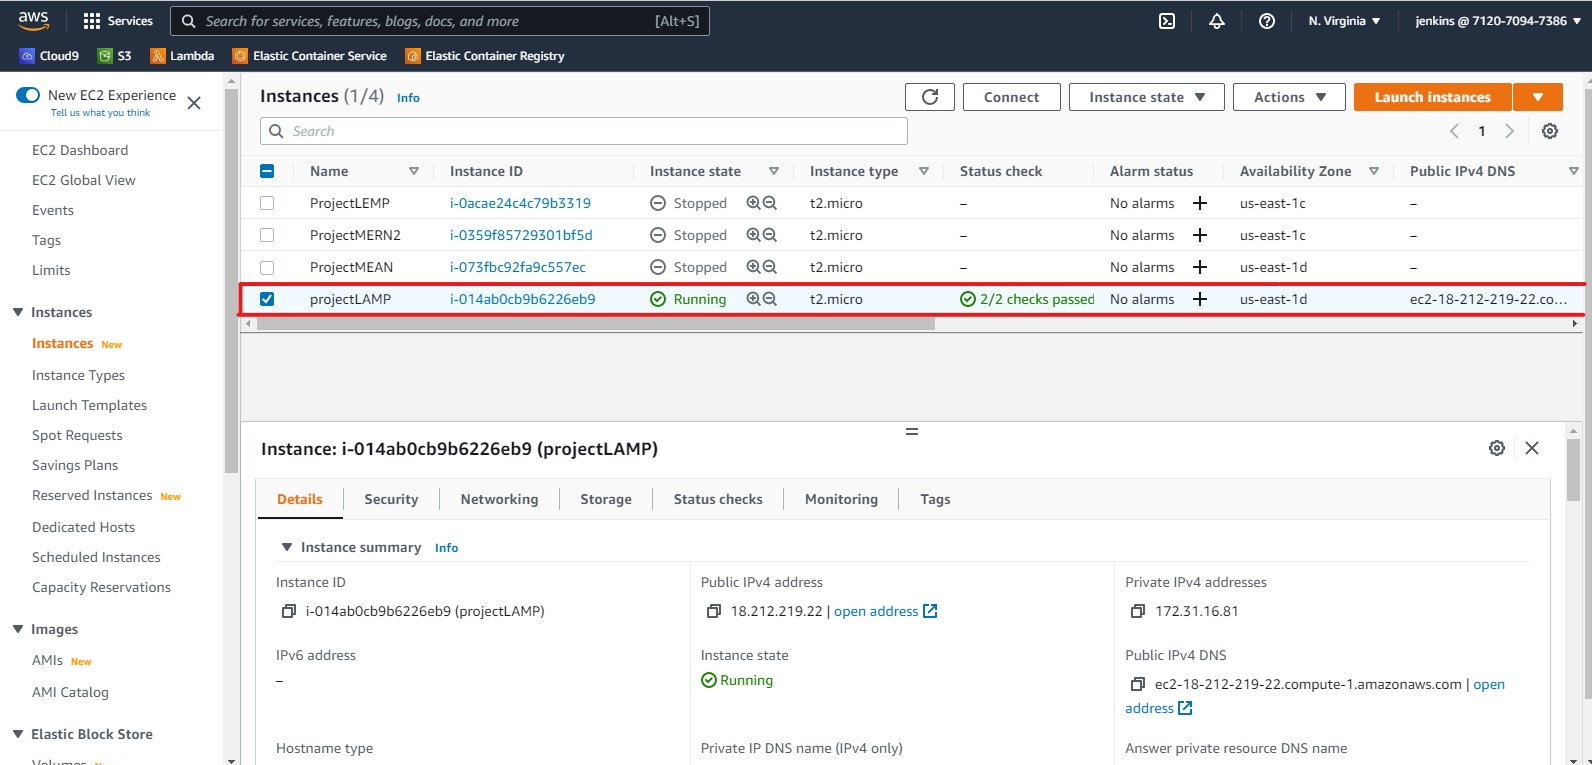 aws Services Search for services, features, blogs, docs, and more [Alt+S] N. Virginia jenkins @ 7120-7094-7386
Cloud9 S3 Lambda Elastic Container Service Elastic Container Registry
New EC2 Experience
Tell us what you think
EC2 Dashboard
EC2 Global View
Events
Tags
Limits
Instances
Instances New
Instance Types
Launch Templates
Spot Requests
Savings Plans
Reserved Instances New
Dedicated Hosts
Scheduled Instances
Capacity Reservations
Images
AMIs New
AMI Catalog
Elastic Block Store
Volumes New
Instances (1/4) Info Connect Instance state Actions Launch instances
Search 1
Name Instance ID Instance state Instance type Status check Alarm status Availability Zone Public IPv4 DNS
ProjectLEMP i-0acae24c4c79b3319 Stopped t2.micro – No alarms + us-east-1c –
ProjectMERN2 i-0359f85729301bf5d Stopped t2.micro – No alarms + us-east-1c –
ProjectMEAN i-073fbc92fa9c557ec Stopped t2.micro – No alarms + us-east-1d –
projectLAMP i-014ab0cb9b6226eb9 Running t2.micro 2/2 checks passed No alarms + us-east-1d ec2-18-212-219-22.co...
Instance: i-014ab0cb9b6226eb9 (projectLAMP)
Details Security Networking Storage Status checks Monitoring Tags
Instance summary Info
Instance ID Public IPv4 address Private IPv4 addresses
i-014ab0cb9b6226eb9 (projectLAMP) 18.212.219.22 | open address 172.31.16.81
IPv6 address Instance state Public IPv4 DNS
– Running ec2-18-212-219-22.compute-1.amazonaws.com | open
address
Hostname type Private IP DNS name (IPv4 only) Answer private resource DNS name